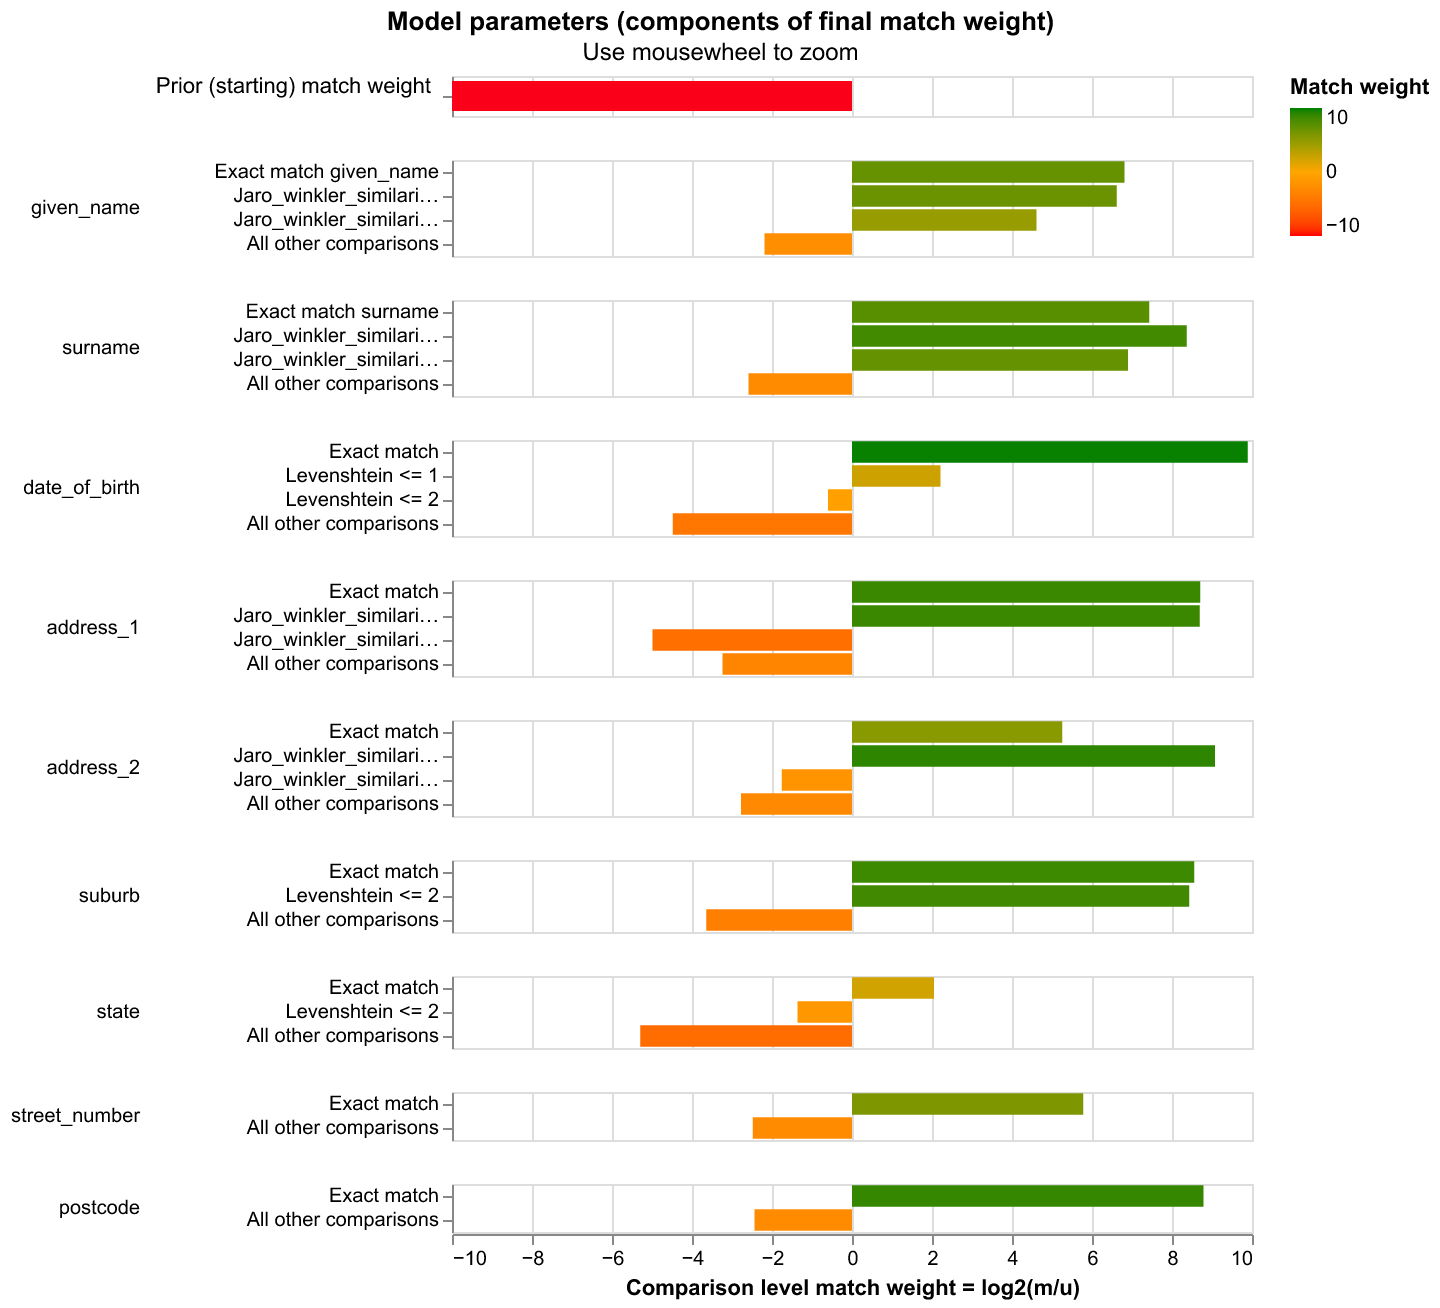 Model parameters (components of final match weight)
Use mousewheel to zoom
Prior (starting) match weight
Match weight
10
0
−10
given_name
Exact match given_name
Jaro_winkler_similari…
Jaro_winkler_similari…
All other comparisons
surname
Exact match surname
Jaro_winkler_similari…
Jaro_winkler_similari…
All other comparisons
date_of_birth
Exact match
Levenshtein <= 1
Levenshtein <= 2
All other comparisons
address_1
Exact match
Jaro_winkler_similari…
Jaro_winkler_similari…
All other comparisons
address_2
Exact match
Jaro_winkler_similari…
Jaro_winkler_similari…
All other comparisons
suburb
Exact match
Levenshtein <= 2
All other comparisons
state
Exact match
Levenshtein <= 2
All other comparisons
street_number
Exact match
All other comparisons
postcode
Exact match
All other comparisons
−10 −8 −6 −4 −2 0 2 4 6 8 10
Comparison level match weight = log2(m/u)